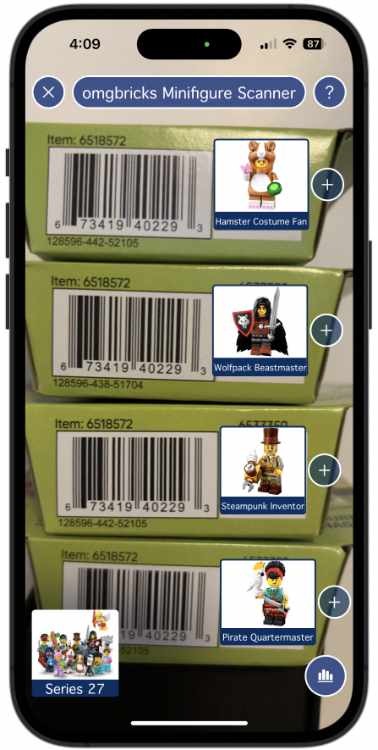 4:09
87
omgbricks Minifigure Scanner
?
Item: 6518572
Hamster Costume Fan
6 73419 40229 3
128596-442-52105
Item: 6518572
Wolfpack Beastmaster
6 73419 40229 3
128596-438-51704
Item: 6518572
Steampunk Inventor
6 73419 40229 3
128596-442-52105
Item: 6518572
Pirate Quartermaster
Series 27